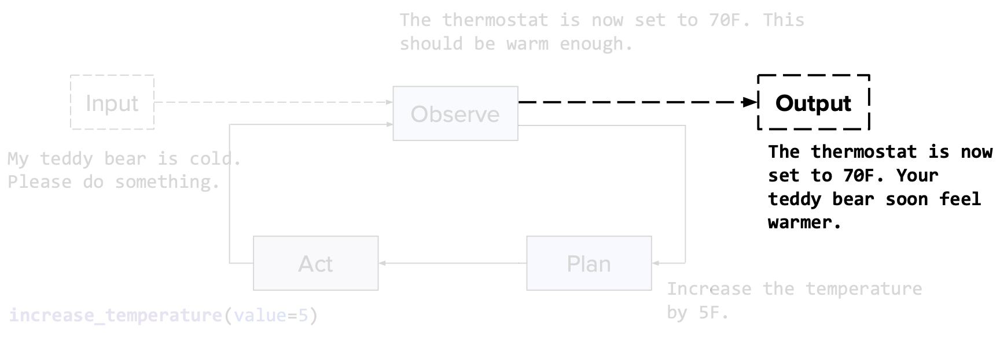 The thermostat is now set to 70F. This
should be warm enough.
Input
Observe
Output
My teddy bear is cold.
Please do something.
The thermostat is now
set to 70F. Your
teddy bear soon feel
warmer.
Act
Plan
Increase the temperature
by 5F.
increase_temperature(value=5)